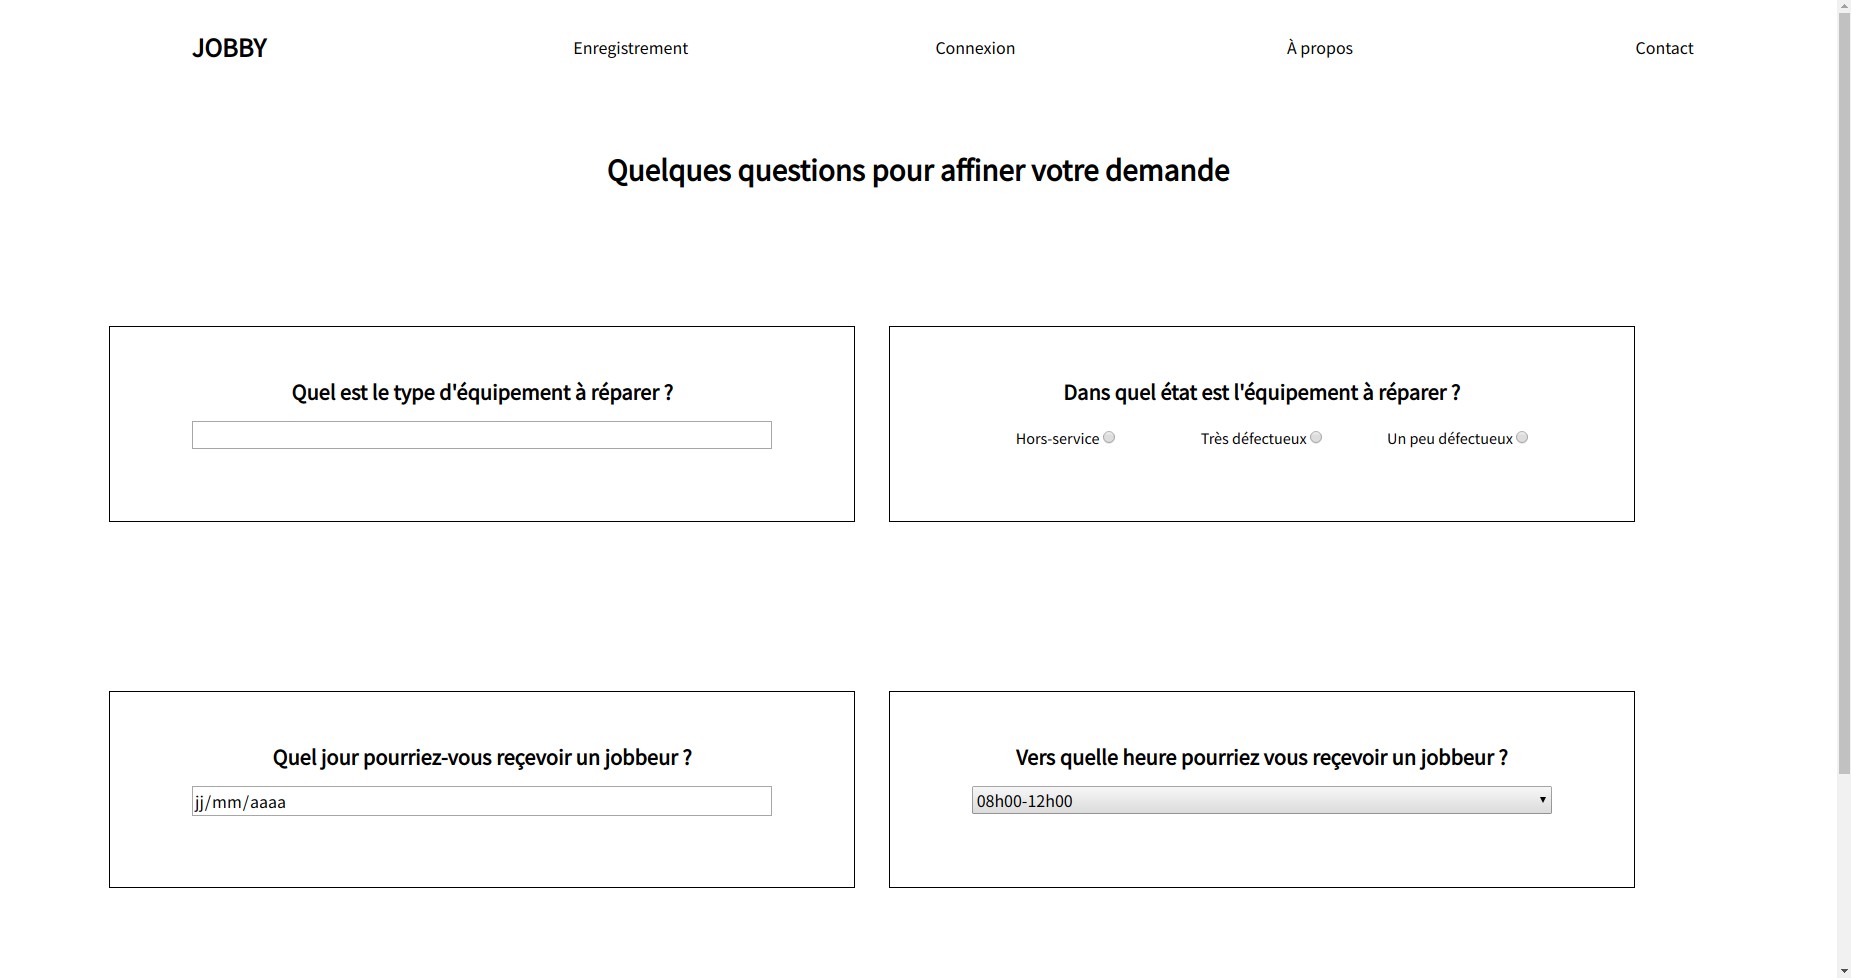 JOBBY
Enregistrement
Connexion
À propos
Contact
Quelques questions pour affiner votre demande
Quel est le type d'équipement à réparer ?
Dans quel état est l'équipement à réparer ?
Hors-service
Très défectueux
Un peu défectueux
Quel jour pourriez-vous reçevoir un jobbeur ?
jj/mm/aaaa
Vers quelle heure pourriez vous reçevoir un jobbeur ?
08h00-12h00